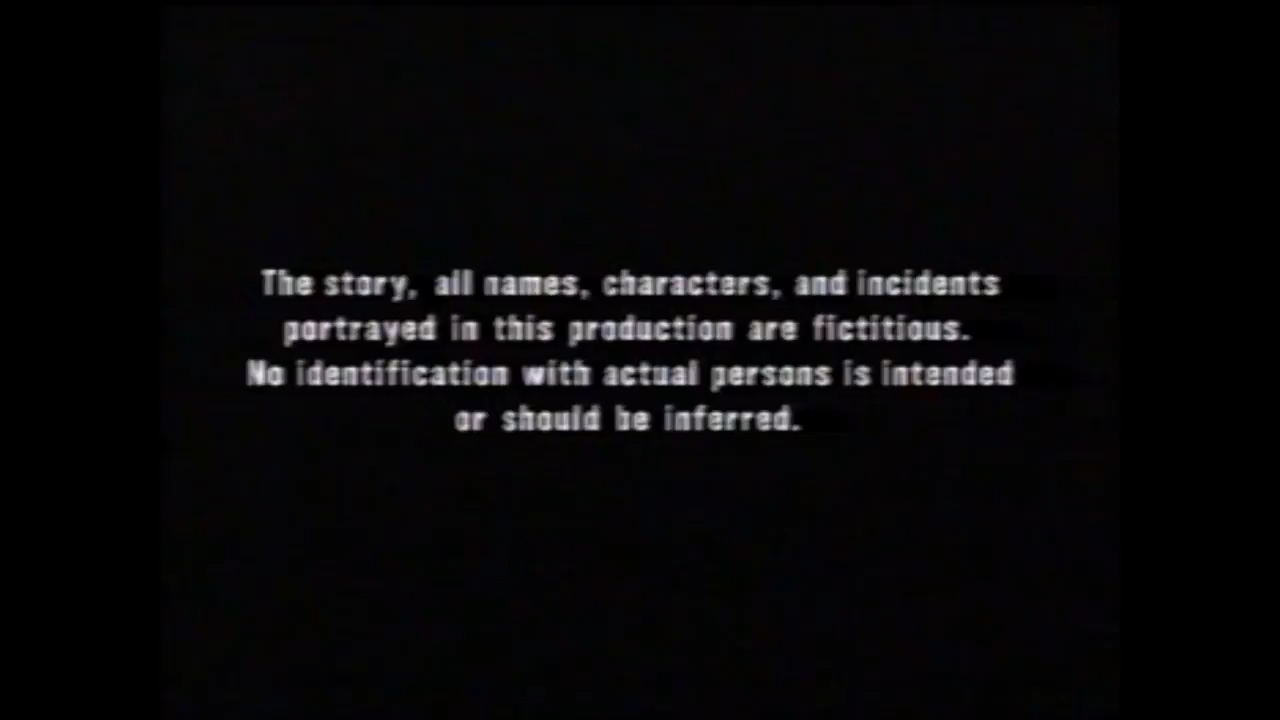 The story, all names, characters, and incidents
portrayed in this production are fictitious.
No identification with actual persons is intended
or should be inferred.